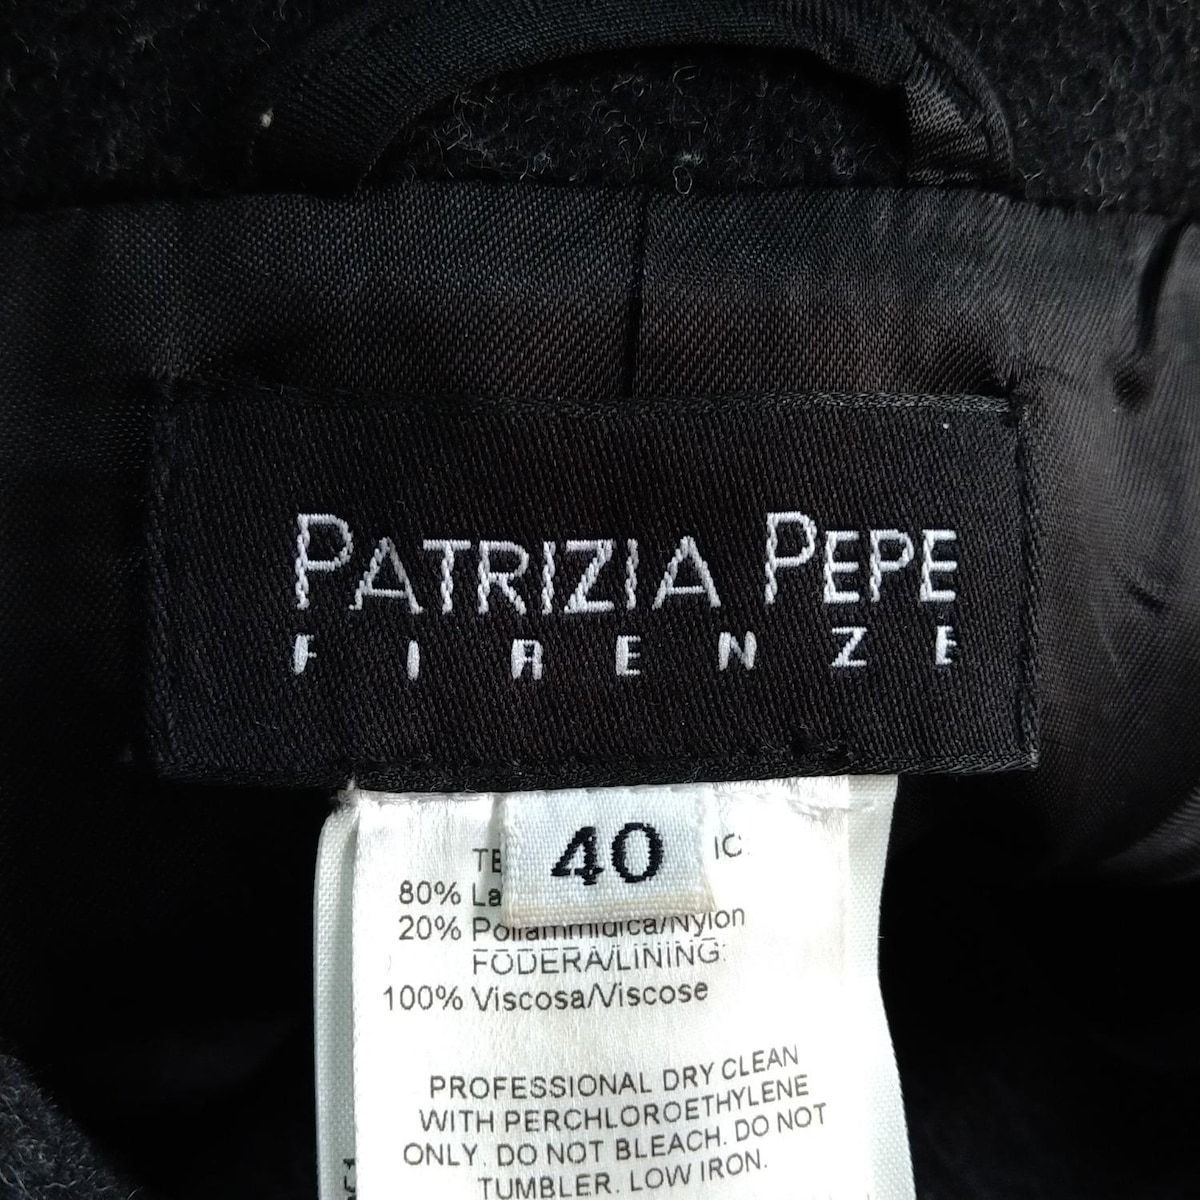 PATRIZIA PEPE
FIRENZE
40
80%
20% Poliammidica/Nylon
FODERA/LINING:
100% Viscosa/Viscose
PROFESSIONAL DRY CLEAN
WITH PERCHLOROETHYLENE
ONLY. DO NOT BLEACH. DO NOT
TUMBLER. LOW IRON.